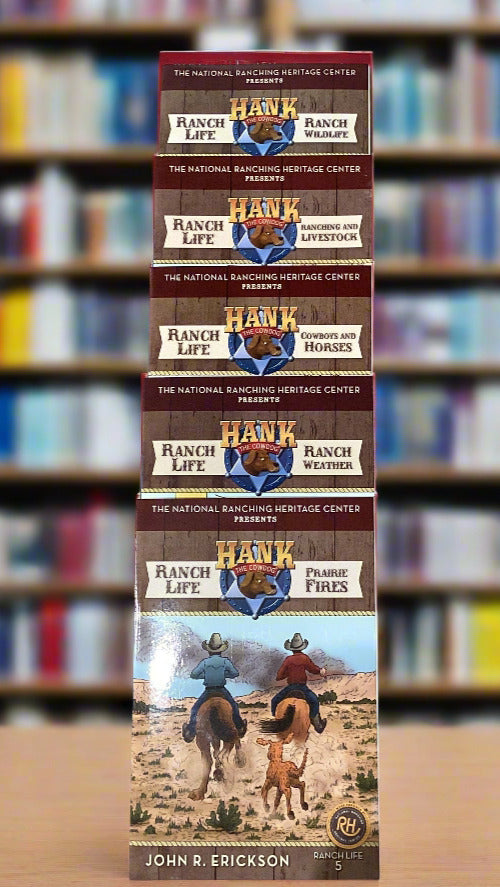 THE NATIONAL RANCHING HERITAGE CENTER
PRESENTS
HANK
THE COWDOG
RANCH
LIFE
RANCH
WILDLIFE
THE NATIONAL RANCHING HERITAGE CENTER
PRESENTS
HANK
THE COWDOG
RANCH
LIFE
RANCHING AND
LIVESTOCK
THE NATIONAL RANCHING HERITAGE CENTER
PRESENTS
HANK
THE COWDOG
RANCH
LIFE
COWBOYS AND
HORSES
THE NATIONAL RANCHING HERITAGE CENTER
PRESENTS
HANK
THE COWDOG
RANCH
LIFE
RANCH
WEATHER
THE NATIONAL RANCHING HERITAGE CENTER
PRESENTS
HANK
THE COWDOG
RANCH
LIFE
PRAIRIE
FIRES
RH
JOHN R. ERICKSON
RANCH LIFE
5